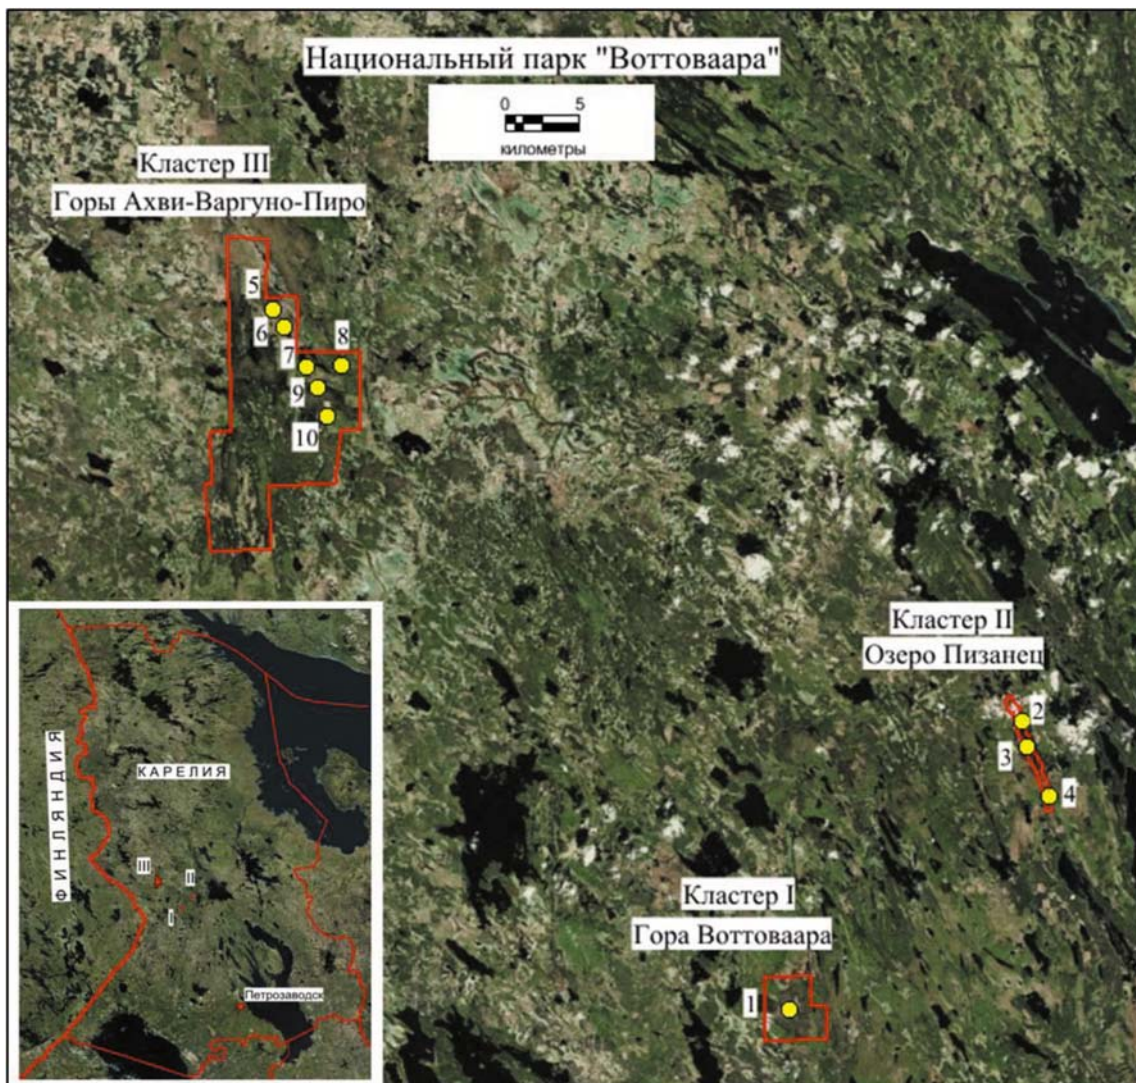 Национальный парк "Воттоваара"
0 5
километры
Кластер III
Горы Ахви-Варгуно-Пиро
5
6
7
8
9
10
Кластер II
Озеро Пизанец
2
3
4
Кластер I
Гора Воттоваара
1
ФИНЛЯНДИЯ
КАРЕЛИЯ
III
II
I
Петрозаводск